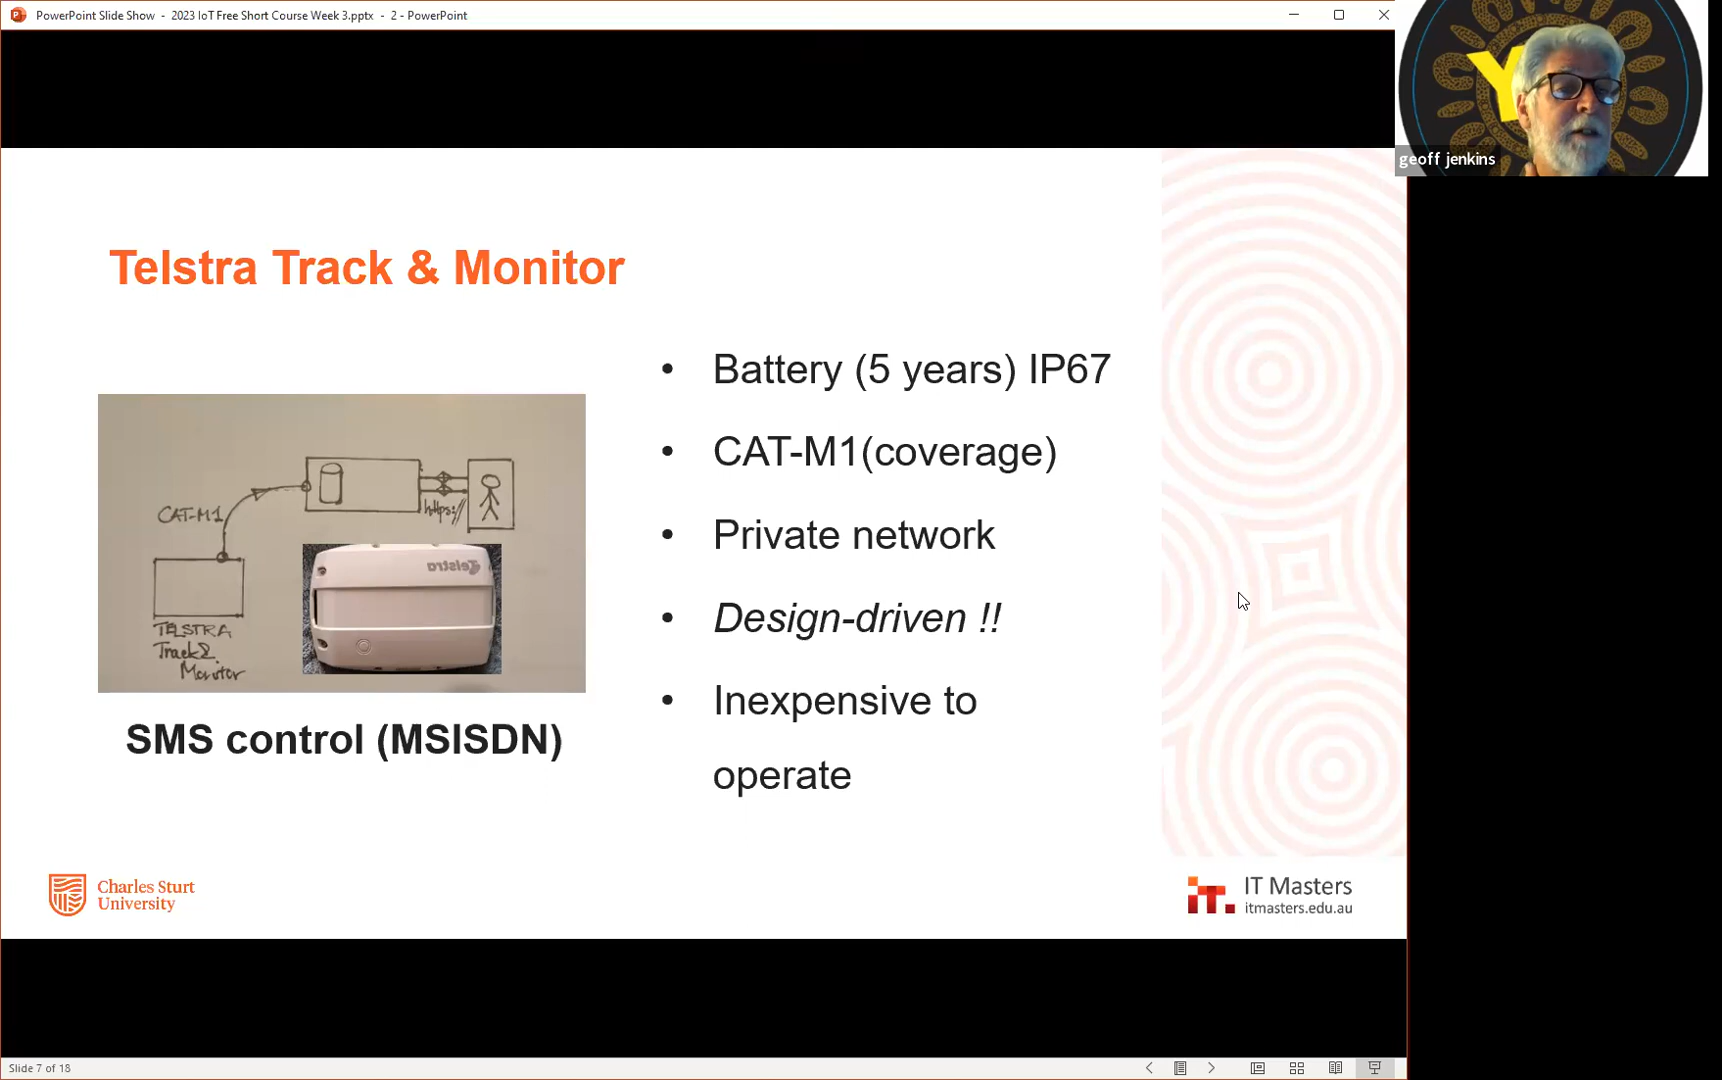 PowerPoint Slide Show - 2023 IoT Free Short Course Week 3.pptx - 2 - PowerPoint
geoff jenkins
Telstra Track & Monitor
CAT-M1
https://
Telstra
TELSTRA
Track &
Monitor
SMS control (MSISDN)
• Battery (5 years) IP67
• CAT-M1(coverage)
• Private network
• Design-driven !!
• Inexpensive to
operate
Charles Sturt
University
it.
IT Masters
itmasters.edu.au
Slide 7 of 18